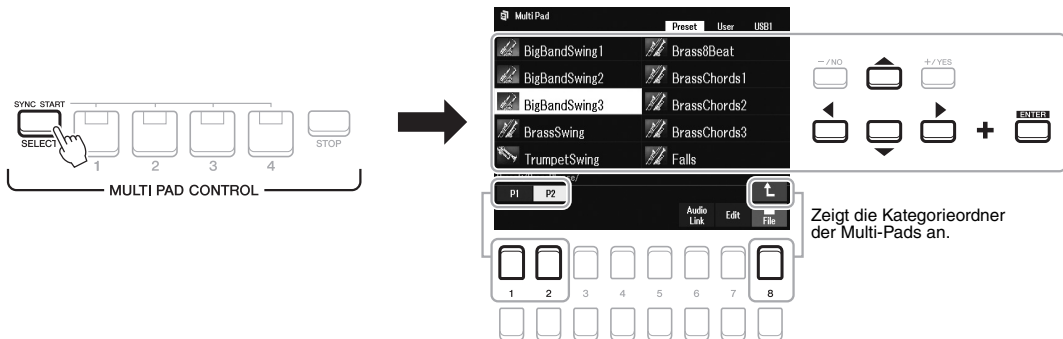 SYNC START
SELECT
1 2 3 4 STOP
MULTI PAD CONTROL
Multi Pad
Preset User USB1
BigBandSwing1 Brass8Beat
BigBandSwing2 BrassChords1
BigBandSwing3 BrassChords2
BrassSwing BrassChords3
TrumpetSwing Falls
P1 P2
Audio Link Edit File
1 2 3 4 5 6 7 8
–/NO +/YES
+ ENTER
Zeigt die Kategorieordner
der Multi-Pads an.